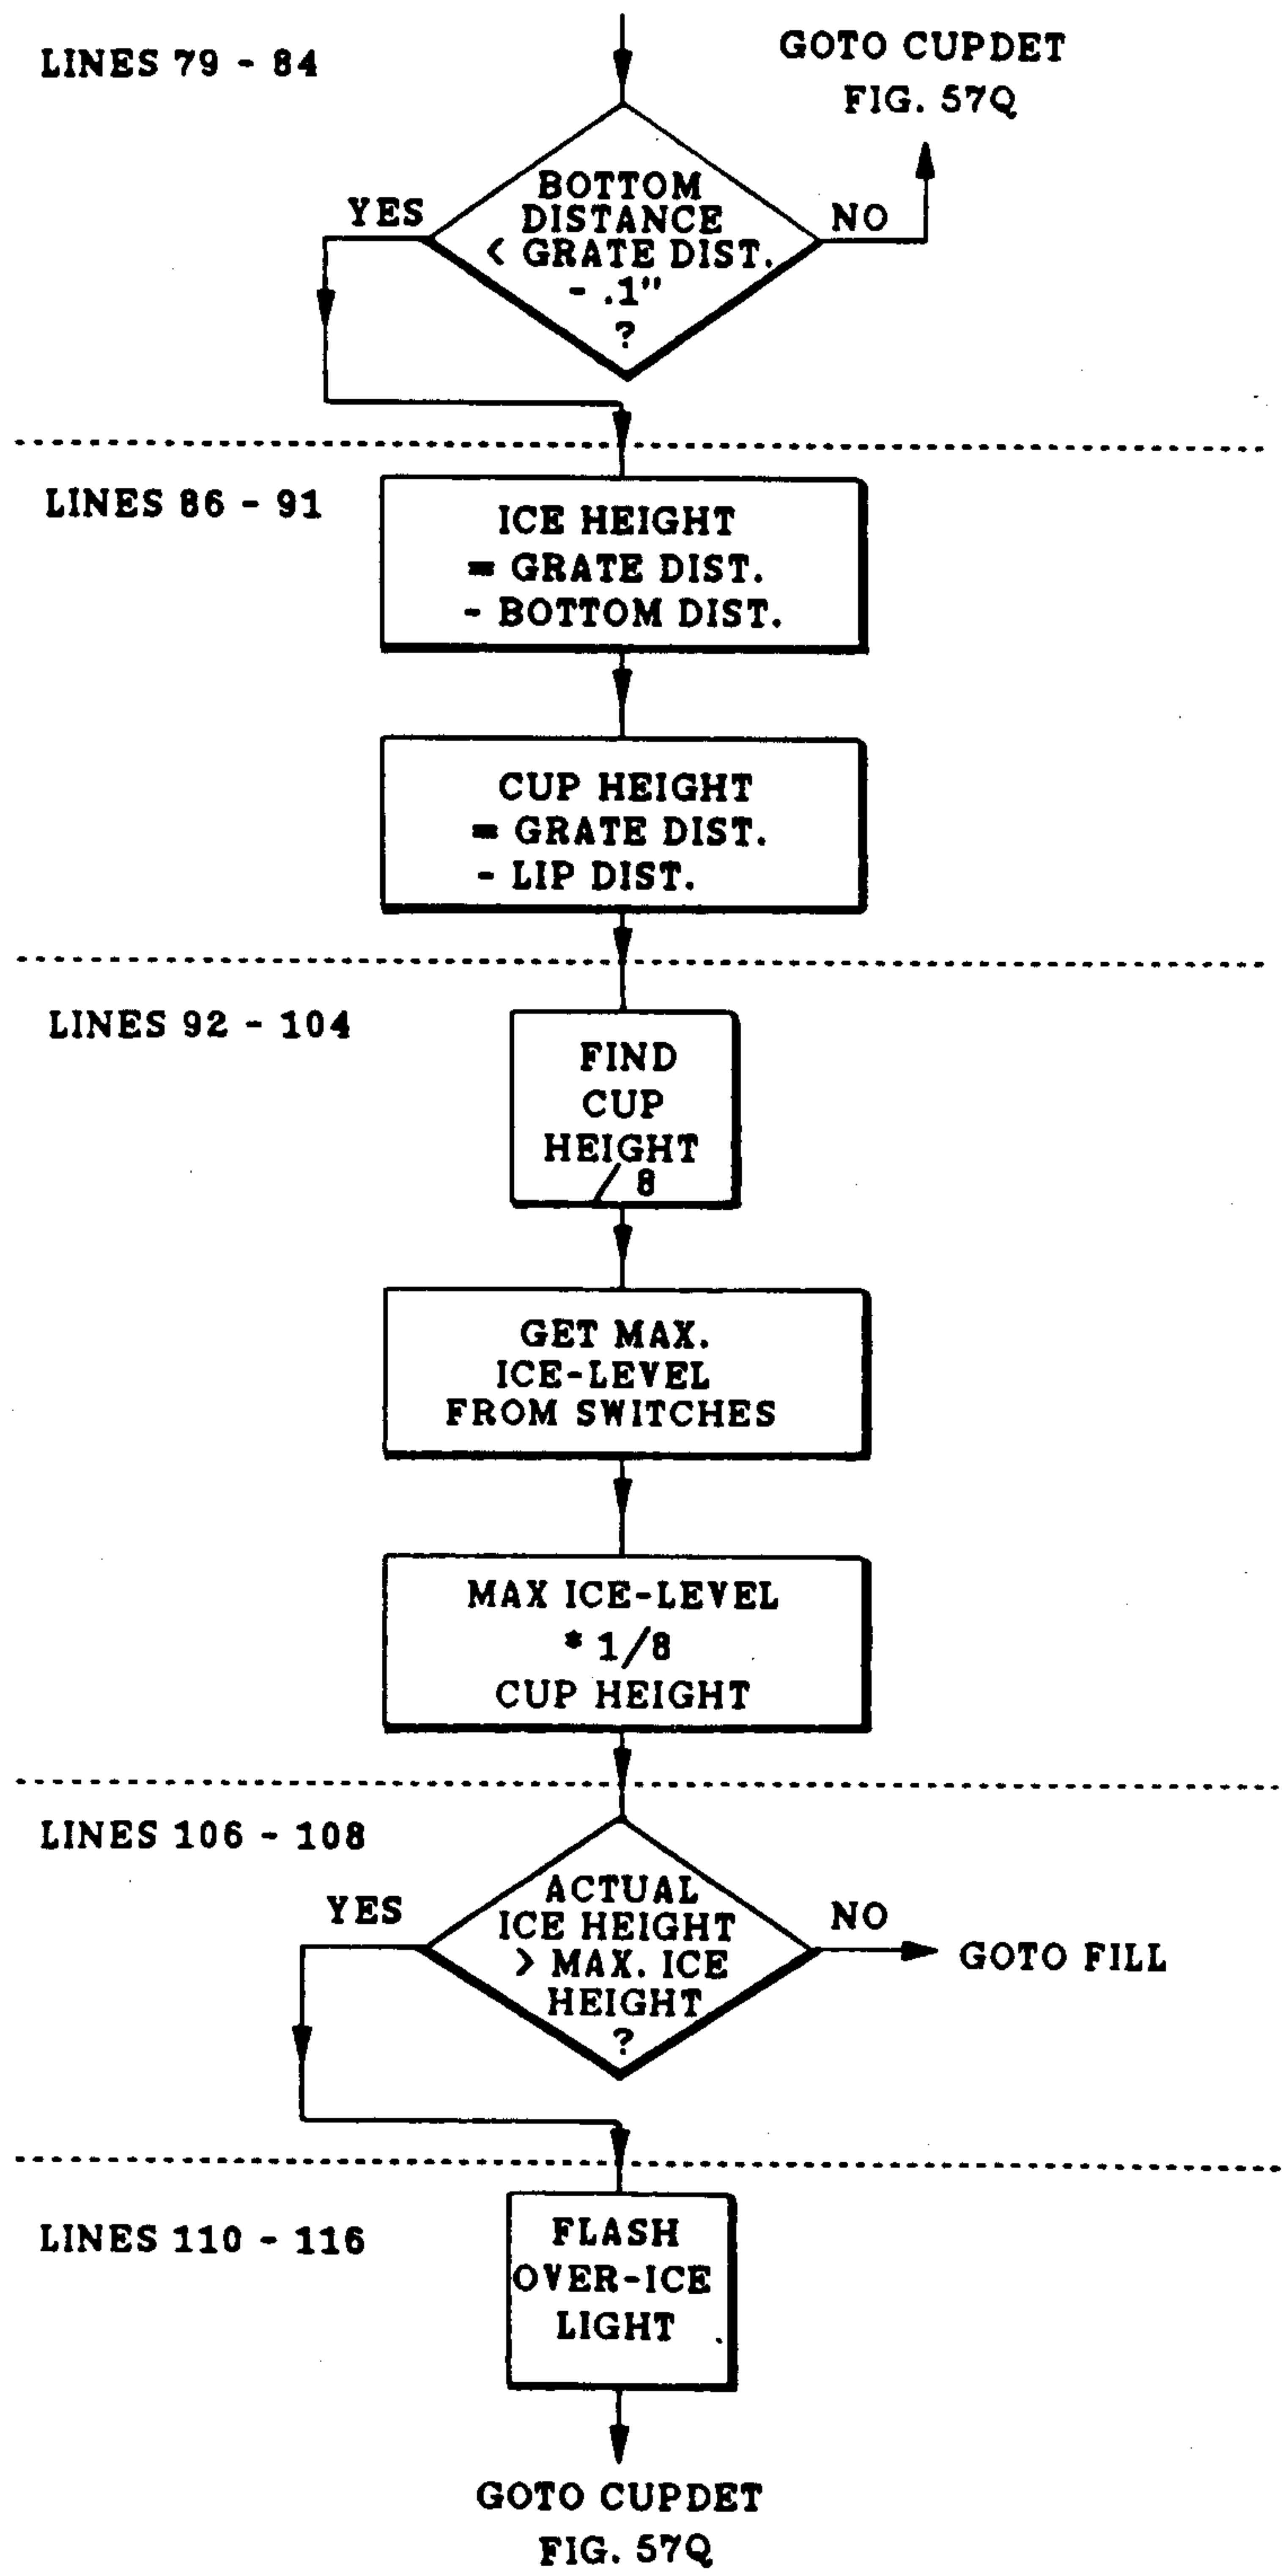 LINES 79 - 84
GOTO CUPDET
FIG. 57Q
BOTTOM
DISTANCE
< GRATE DIST.
- .1"
?
YES
NO
LINES 86 - 91
ICE HEIGHT
= GRATE DIST.
- BOTTOM DIST.
CUP HEIGHT
= GRATE DIST.
- LIP DIST.
LINES 92 - 104
FIND
CUP
HEIGHT
/ 8
GET MAX.
ICE-LEVEL
FROM SWITCHES
MAX ICE-LEVEL
* 1/8
CUP HEIGHT
LINES 106 - 108
ACTUAL
ICE HEIGHT
> MAX. ICE
HEIGHT
?
YES
NO
GOTO FILL
LINES 110 - 116
FLASH
OVER-ICE
LIGHT
GOTO CUPDET
FIG. 57Q